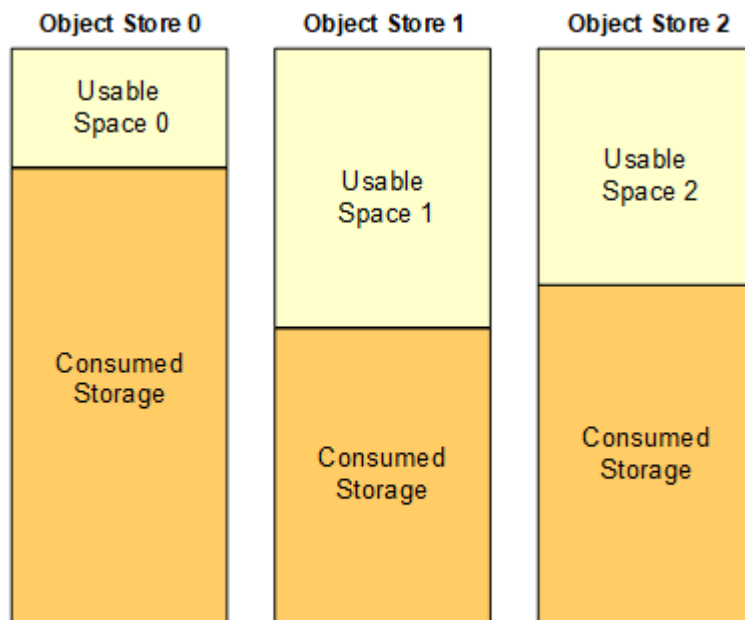 Object Store 0
Object Store 1
Object Store 2
Usable
Space 0
Usable
Space 1
Usable
Space 2
Consumed
Storage
Consumed
Storage
Consumed
Storage